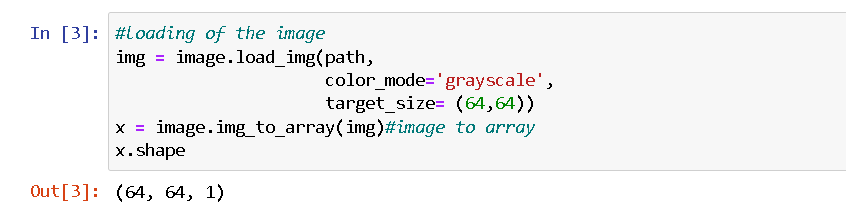 In [3]: #loading of the image
img = image.load_img(path,
color_mode='grayscale',
target_size= (64,64))
x = image.img_to_array(img)#image to array
x.shape
Out[3]: (64, 64, 1)